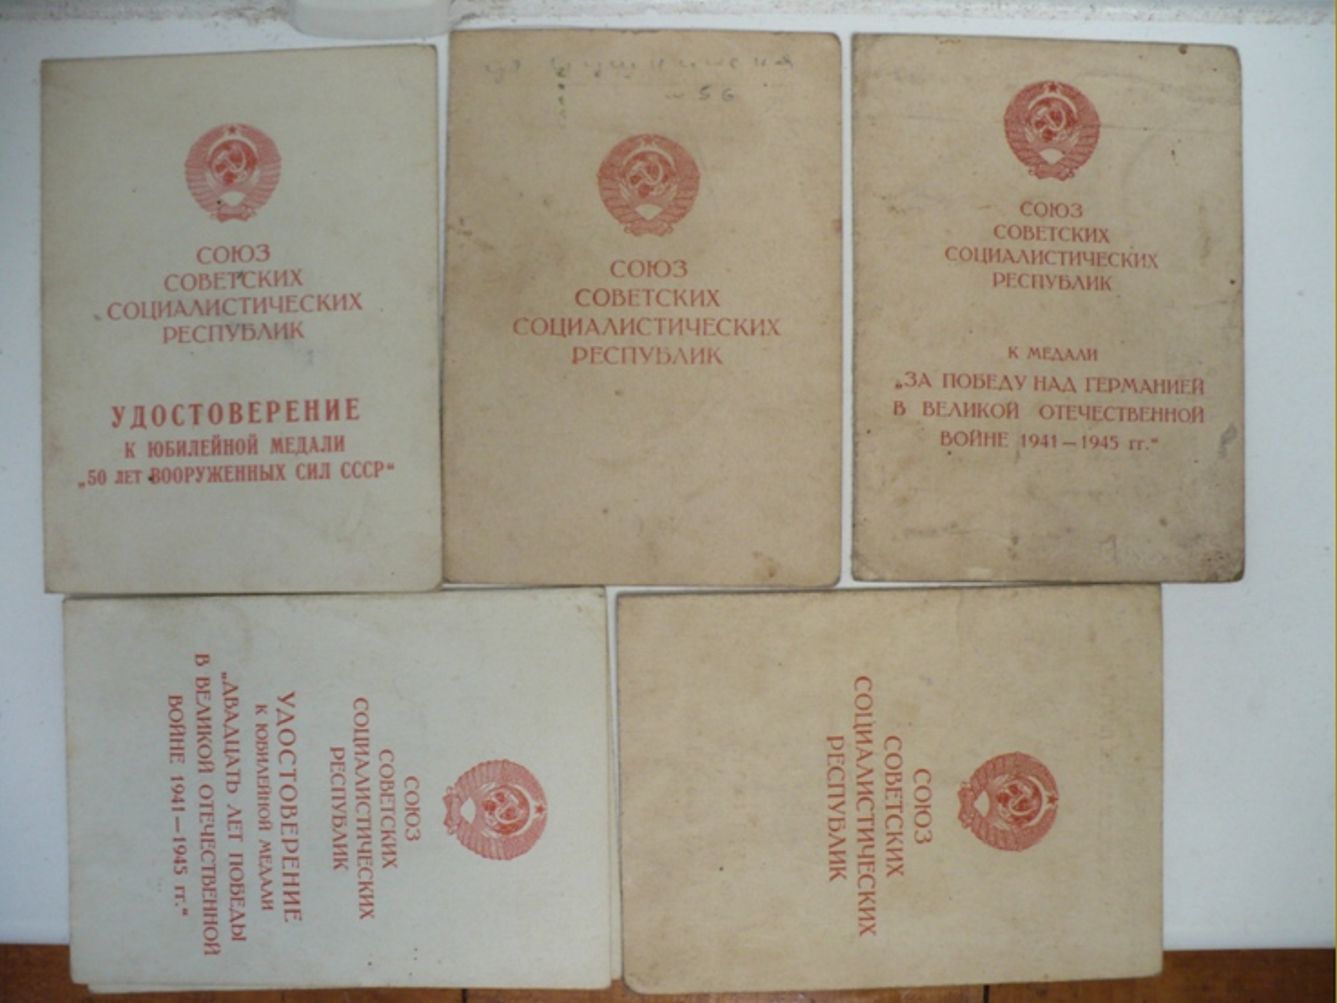 СОЮЗ
СОВЕТСКИХ
СОЦИАЛИСТИЧЕСКИХ
РЕСПУБЛИК
УДОСТОВЕРЕНИЕ
К ЮБИЛЕЙНОЙ МЕДАЛИ
„50 ЛЕТ ВООРУЖЕННЫХ СИЛ СССР“
56
СОЮЗ
СОВЕТСКИХ
СОЦИАЛИСТИЧЕСКИХ
РЕСПУБЛИК
СОЮЗ
СОВЕТСКИХ
СОЦИАЛИСТИЧЕСКИХ
РЕСПУБЛИК
К МЕДАЛИ
„ЗА ПОБЕДУ НАД ГЕРМАНИЕЙ
В ВЕЛИКОЙ ОТЕЧЕСТВЕННОЙ
ВОЙНЕ 1941—1945 гг.“
СОЮЗ
СОВЕТСКИХ
СОЦИАЛИСТИЧЕСКИХ
РЕСПУБЛИК
УДОСТОВЕРЕНИЕ
К ЮБИЛЕЙНОЙ МЕДАЛИ
„ДВАДЦАТЬ ЛЕТ ПОБЕДЫ
В ВЕЛИКОЙ ОТЕЧЕСТВЕННОЙ
ВОЙНЕ 1941—1945 гг.“
СОЮЗ
СОВЕТСКИХ
СОЦИАЛИСТИЧЕСКИХ
РЕСПУБЛИК